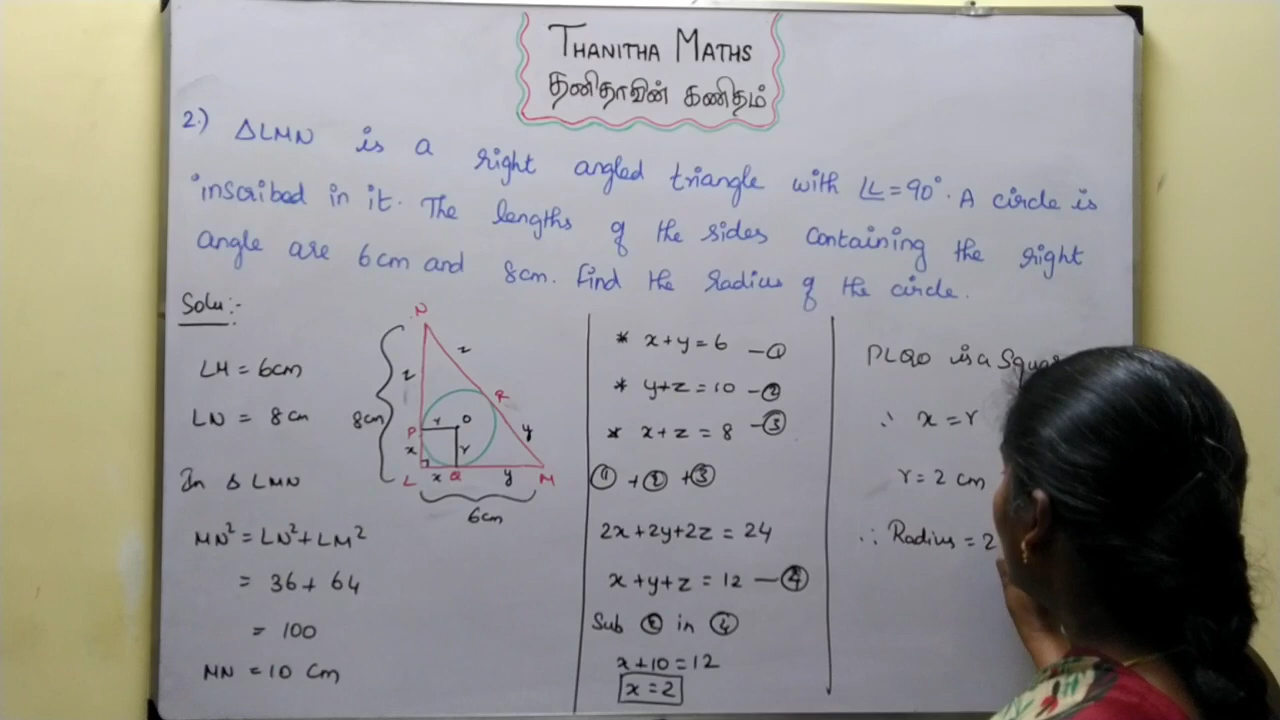 THANITHA MATHS
தனிதாவின் கணிதம்
2.) ΔLMN is a right angled triangle with ∠L = 90°. A circle is
inscribed in it. The lengths of the sides containing the right
angle are 6cm and 8cm. Find the radius of the circle.
Solu:-
LM = 6cm
LN = 8cm
In Δ LMN
MN² = LN² + LM²
= 36 + 64
= 100
MN = 10 cm
N
z
z
R
8cm
P
r
O
y
x
r
L
x
Q
y
M
6cm
* x+y = 6 —①
* y+z = 10 —②
* x+z = 8 —③
① + ② + ③
2x+2y+2z = 24
x+y+z = 12 —④
Sub ② in ④
x+10 = 12
x = 2
PLQO is a
∴ x = r
r = 2 cm
∴ Radius = 2